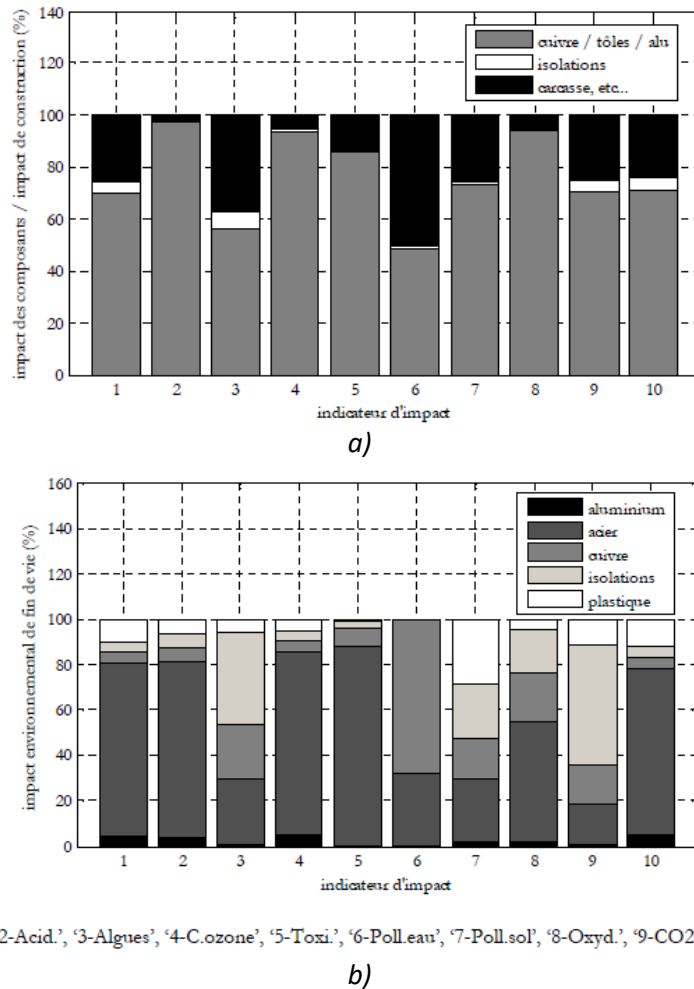 impact des composants / impact de construction (%)
140
120
100
80
60
40
20
0
cuivre / tôles / alu
isolations
carcasse, etc...
1 2 3 4 5 6 7 8 9 10
indicateur d'impact
a)
impact environnemental de fin de vie (%)
160
140
120
100
80
60
40
20
0
aluminium
acier
cuivre
isolations
plastique
1 2 3 4 5 6 7 8 9 10
indicateur d'impact
2-Acid.', '3-Algues', '4-C.ozone', '5-Toxi.', '6-Poll.eau', '7-Poll.sol', '8-Oxyd.', '9-CO2
b)